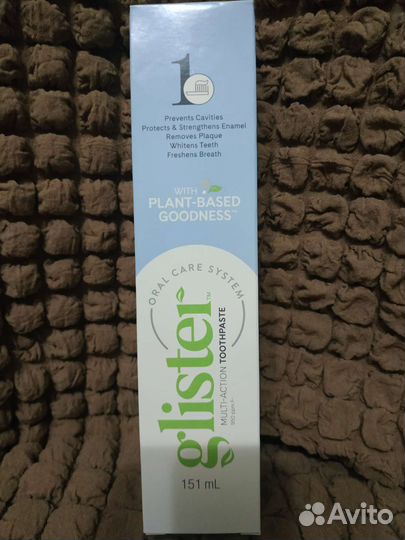 1
Prevents Cavities
Protects & Strengthens Enamel
Removes Plaque
Whitens Teeth
Freshens Breath
WITH
PLANT-BASED
GOODNESS™
ORAL CARE SYSTEM
glister™
MULTI-ACTION TOOTHPASTE
151 mL
Avito